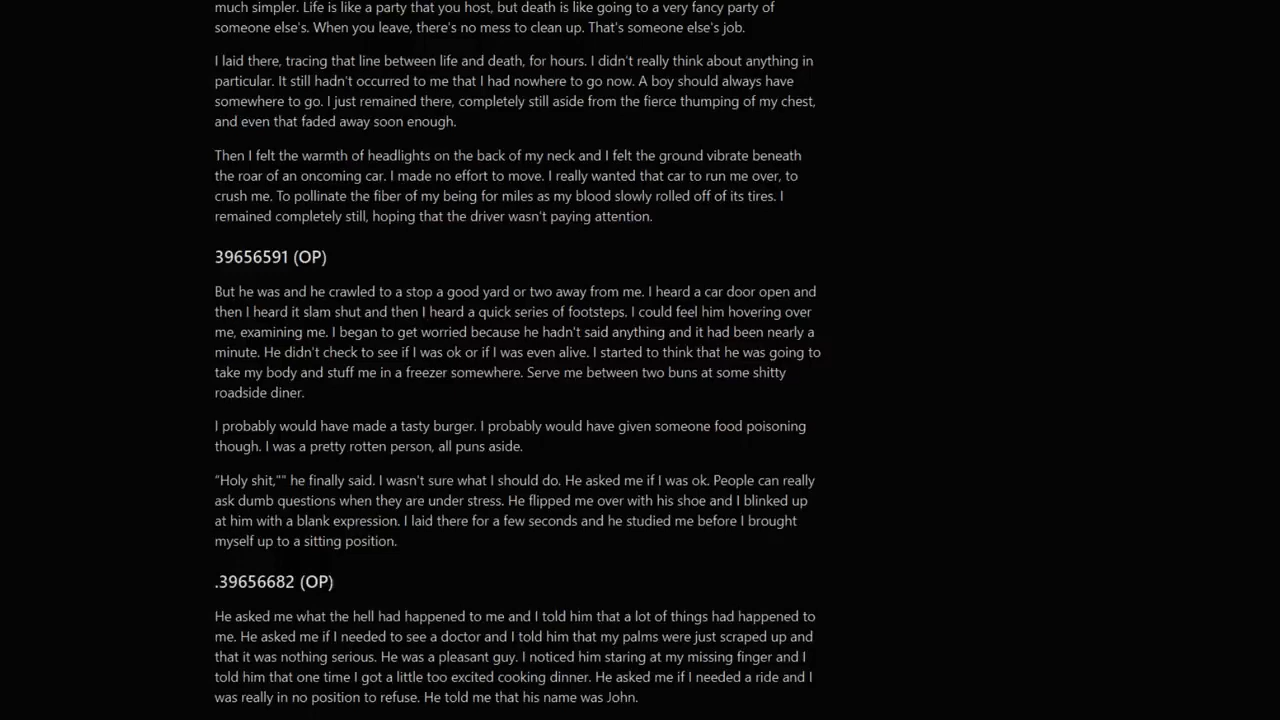 much simpler. Life is like a party that you host, but death is like going to a very fancy party of
someone else's. When you leave, there's no mess to clean up. That's someone else's job.
I laid there, tracing that line between life and death, for hours. I didn't really think about anything in
particular. It still hadn't occurred to me that I had nowhere to go now. A boy should always have
somewhere to go. I just remained there, completely still aside from the fierce thumping of my chest,
and even that faded away soon enough.
Then I felt the warmth of headlights on the back of my neck and I felt the ground vibrate beneath
the roar of an oncoming car. I made no effort to move. I really wanted that car to run me over, to
crush me. To pollinate the fiber of my being for miles as my blood slowly rolled off of its tires. I
remained completely still, hoping that the driver wasn't paying attention.
39656591 (OP)
But he was and he crawled to a stop a good yard or two away from me. I heard a car door open and
then I heard it slam shut and then I heard a quick series of footsteps. I could feel him hovering over
me, examining me. I began to get worried because he hadn't said anything and it had been nearly a
minute. He didn't check to see if I was ok or if I was even alive. I started to think that he was going to
take my body and stuff me in a freezer somewhere. Serve me between two buns at some shitty
roadside diner.
I probably would have made a tasty burger. I probably would have given someone food poisoning
though. I was a pretty rotten person, all puns aside.
“Holy shit,"" he finally said. I wasn't sure what I should do. He asked me if I was ok. People can really
ask dumb questions when they are under stress. He flipped me over with his shoe and I blinked up
at him with a blank expression. I laid there for a few seconds and he studied me before I brought
myself up to a sitting position.
.39656682 (OP)
He asked me what the hell had happened to me and I told him that a lot of things had happened to
me. He asked me if I needed to see a doctor and I told him that my palms were just scraped up and
that it was nothing serious. He was a pleasant guy. I noticed him staring at my missing finger and I
told him that one time I got a little too excited cooking dinner. He asked me if I needed a ride and I
was really in no position to refuse. He told me that his name was John.